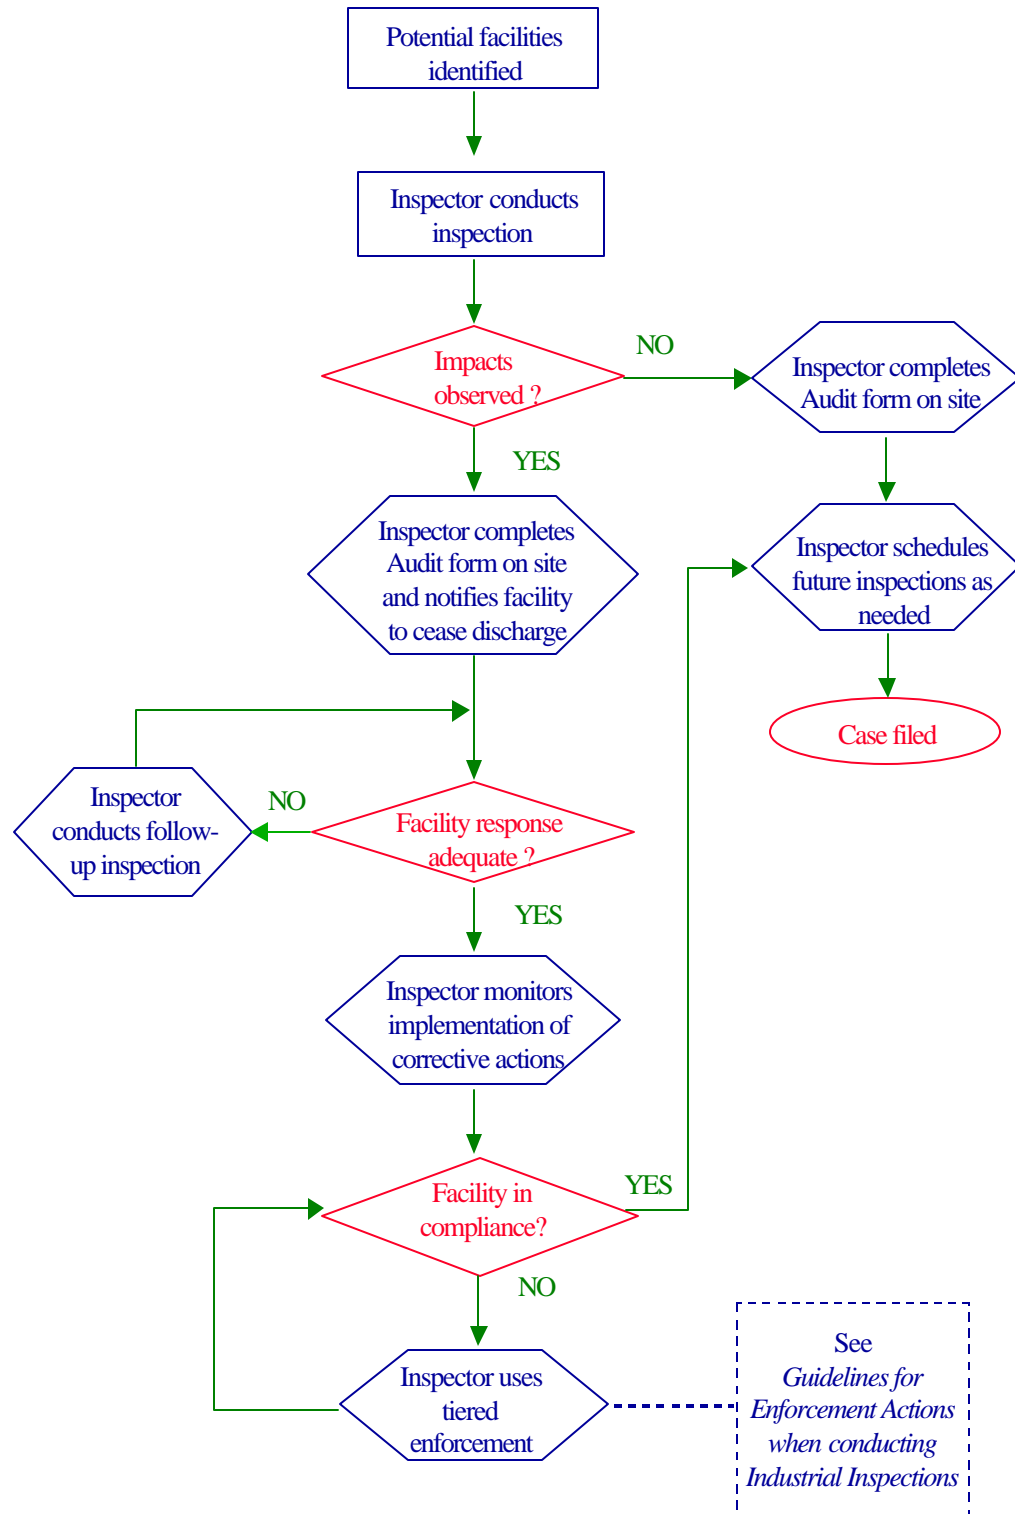 Potential facilities
identified
Inspector conducts
inspection
Impacts
observed ?
NO
Inspector completes
Audit form on site
YES
Inspector completes
Audit form on site
and notifies facility
to cease discharge
Inspector schedules
future inspections as
needed
Case filed
Inspector
conducts follow-
up inspection
NO
Facility response
adequate ?
YES
Inspector monitors
implementation of
corrective actions
Facility in
compliance?
YES
NO
Inspector uses
tiered
enforcement
See
Guidelines for
Enforcement Actions
when conducting
Industrial Inspections